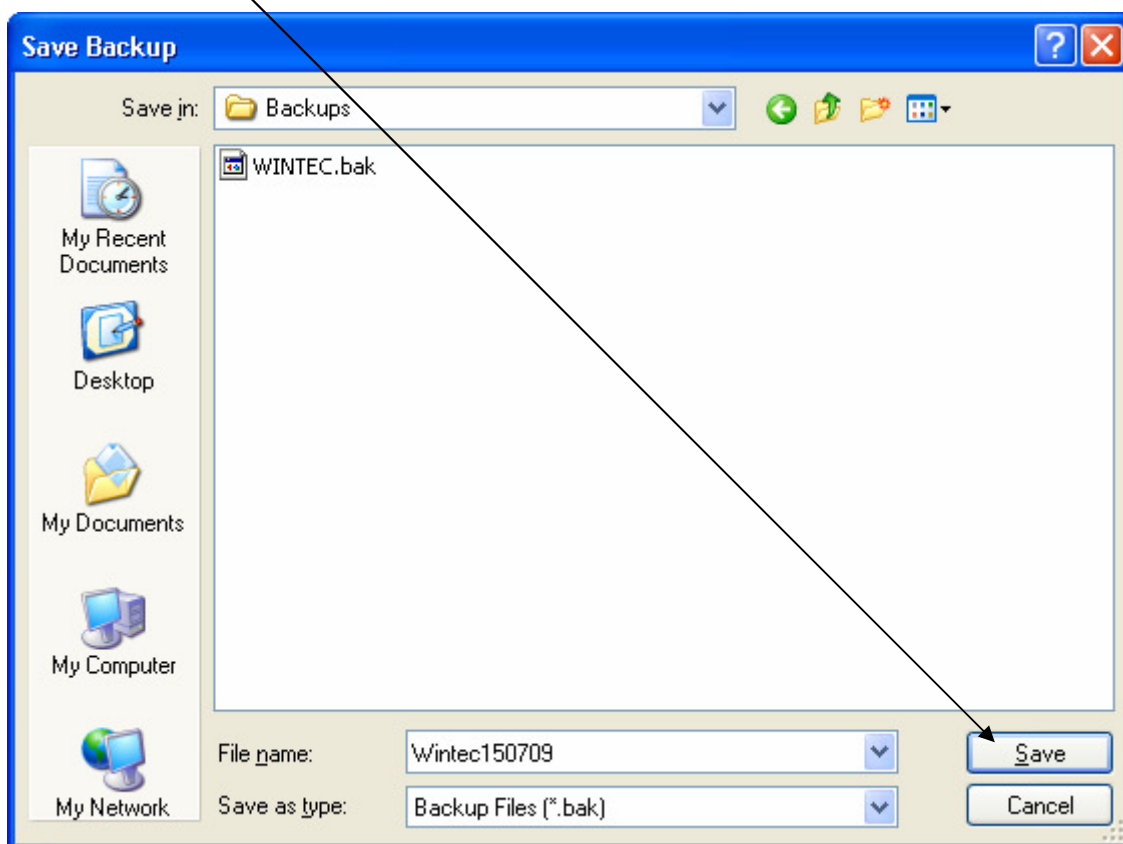 Save Backup
Save in: Backups
WINTEC.bak
My Recent
Documents
Desktop
My Documents
My Computer
My Network
File name: Wintec150709 Save
Save as type: Backup Files (*.bak) Cancel